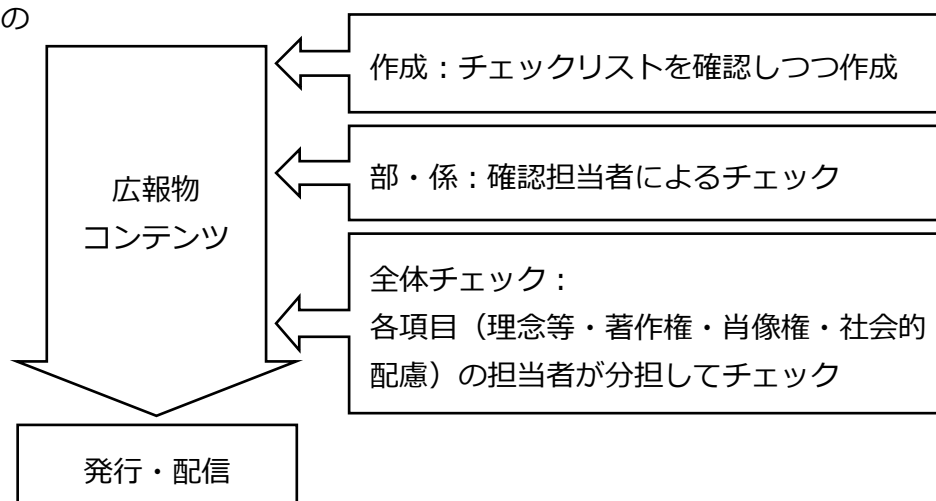 の
作成：チェックリストを確認しつつ作成
部・係：確認担当者によるチェック
広報物
コンテンツ
全体チェック：
各項目（理念等・著作権・肖像権・社会的
配慮）の担当者が分担してチェック
発行・配信